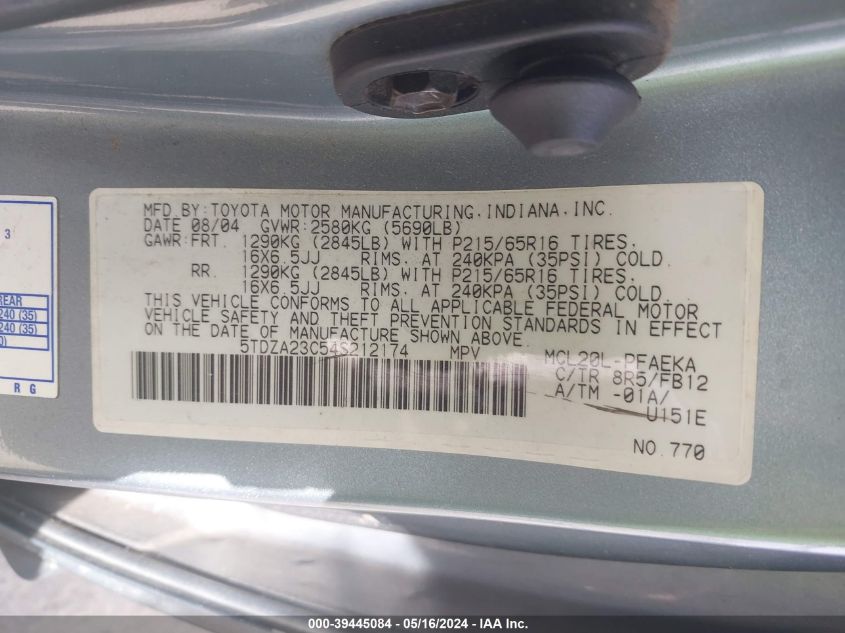 MFD.BY:TOYOTA MOTOR MANUFACTURING,INDIANA,INC.
DATE 08/04 GVWR:2580KG (5690LB)
GAWR:FRT. 1290KG (2845LB) WITH P215/65R16 TIRES.
16X6.5JJ RIMS. AT 240KPA (35PSI) COLD.
RR. 1290KG (2845LB) WITH P215/65R16 TIRES.
16X6.5JJ RIMS. AT 240KPA (35PSI) COLD.
THIS VEHICLE CONFORMS TO ALL APPLICABLE FEDERAL MOTOR
VEHICLE SAFETY AND THEFT PREVENTION STANDARDS IN EFFECT
ON THE DATE OF MANUFACTURE SHOWN ABOVE.
5TDZA23C54S212174 MPV MCL20L-PFAEKA
C/IR 8R5/FB12
A/TM -01A/
U151E
NO.770
3
REAR
240 (35)
240 (35)
R G
000-39445084 - 05/16/2024 - IAA Inc.